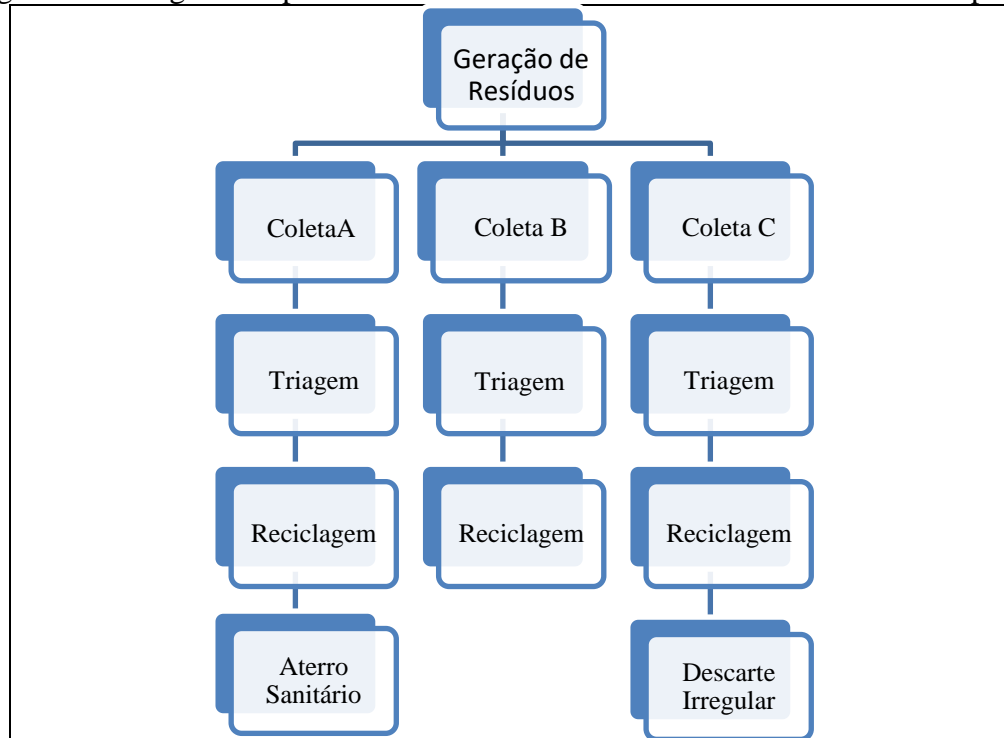 Geração de
Resíduos
ColetaA
Coleta B
Coleta C
Triagem
Triagem
Triagem
Reciclagem
Reciclagem
Reciclagem
Aterro
Sanitário
Descarte
Irregular